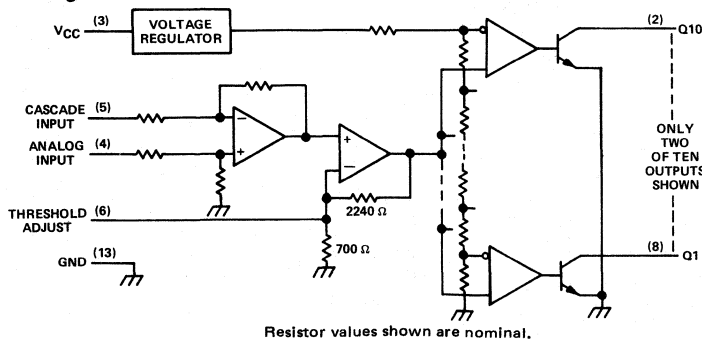 VCC (3)
VOLTAGE
REGULATOR
(2) Q10
CASCADE
INPUT (5)
ANALOG
INPUT (4)
−
+
+
−
ONLY
TWO
OF TEN
OUTPUTS
SHOWN
THRESHOLD
ADJUST (6)
2240 Ω
700 Ω
GND (13)
(8) Q1
Resistor values shown are nominal.